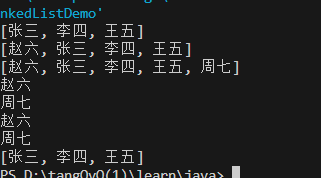 nkedListDemo'
[张三, 李四, 王五]
[赵六, 张三, 李四, 王五]
[赵六, 张三, 李四, 王五, 周七]
赵六
周七
赵六
周七
[张三, 李四, 王五]
PS D:\tangOvO(1)\learn\java>